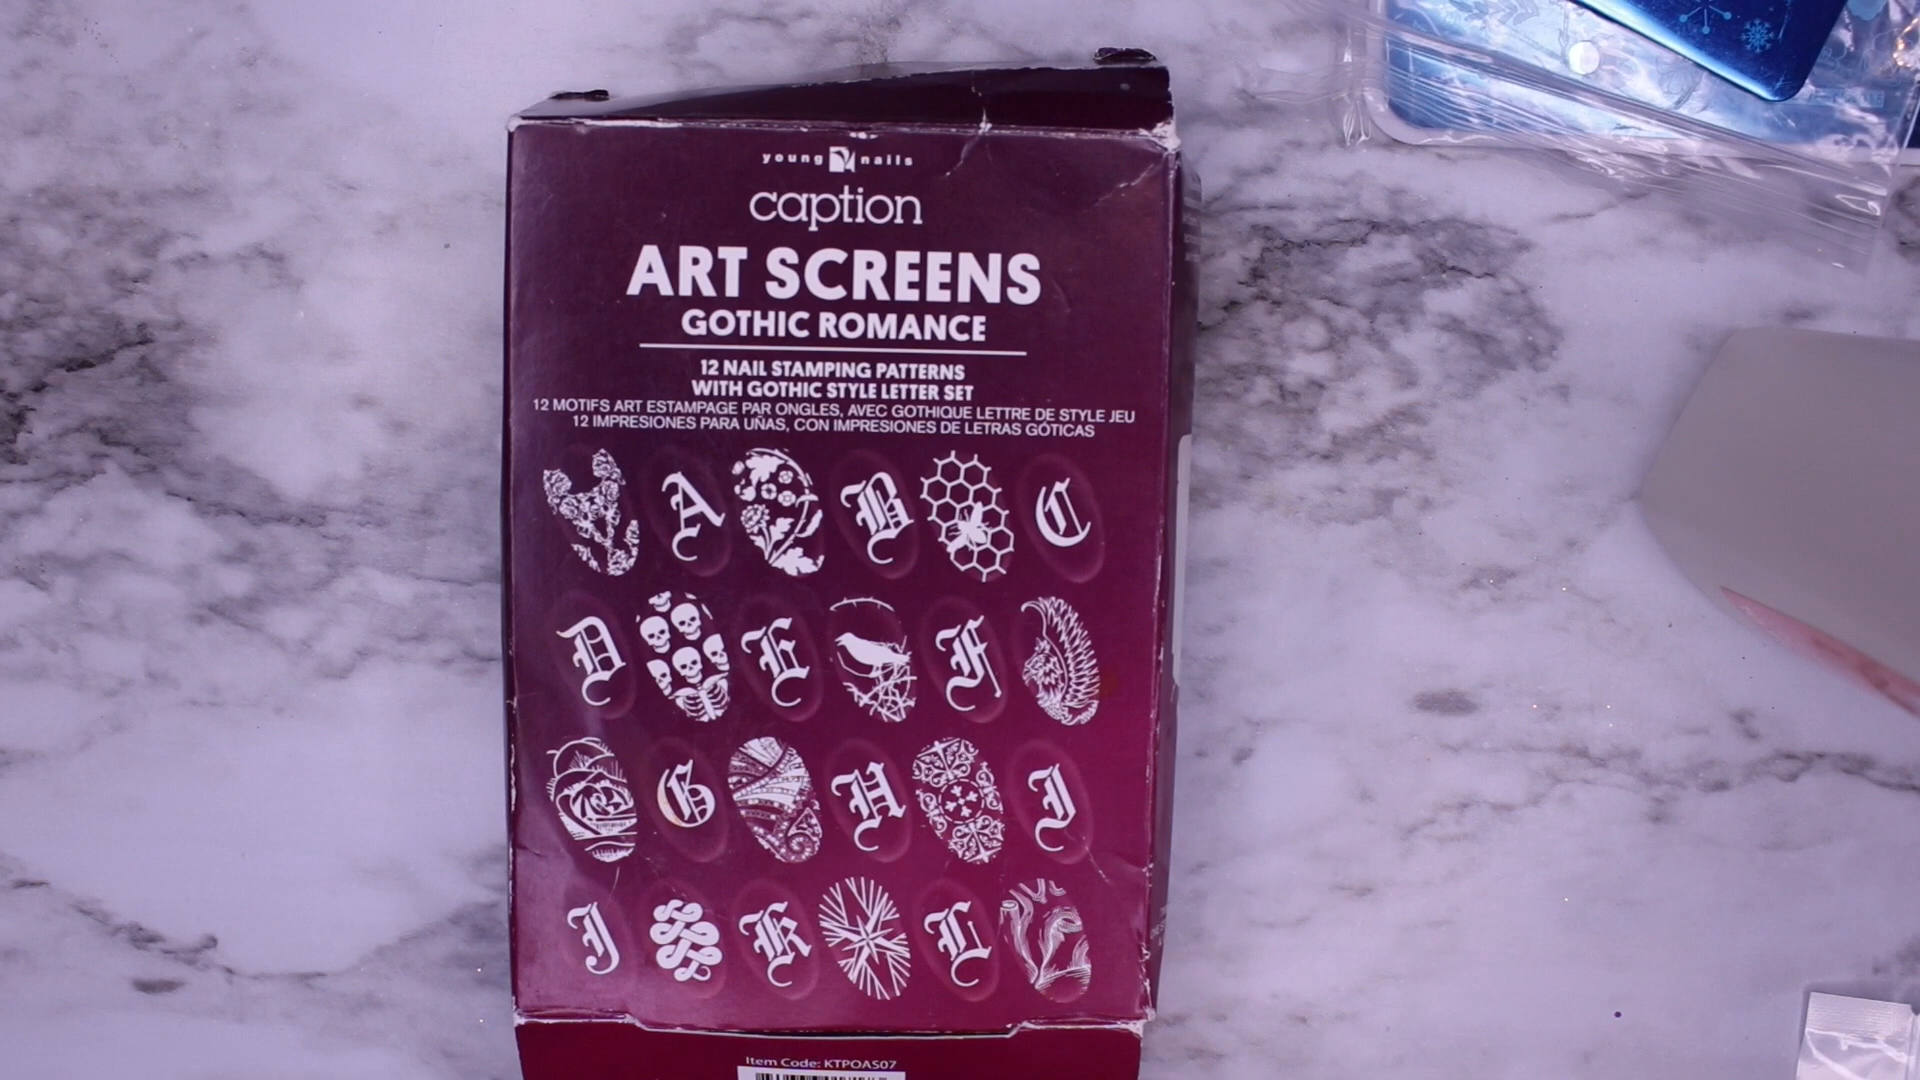 young nails
caption
ART SCREENS
GOTHIC ROMANCE
12 NAIL STAMPING PATTERNS
WITH GOTHIC STYLE LETTER SET
12 MOTIFS ART ESTAMPAGE PAR ONGLES, AVEC GOTHIQUE LETTRE DE STYLE JEU
12 IMPRESIONES PARA UÑAS, CON IMPRESIONES DE LETRAS GÓTICAS
A B C
D E F
G H I
J K L
Item Code: KTPOAS07